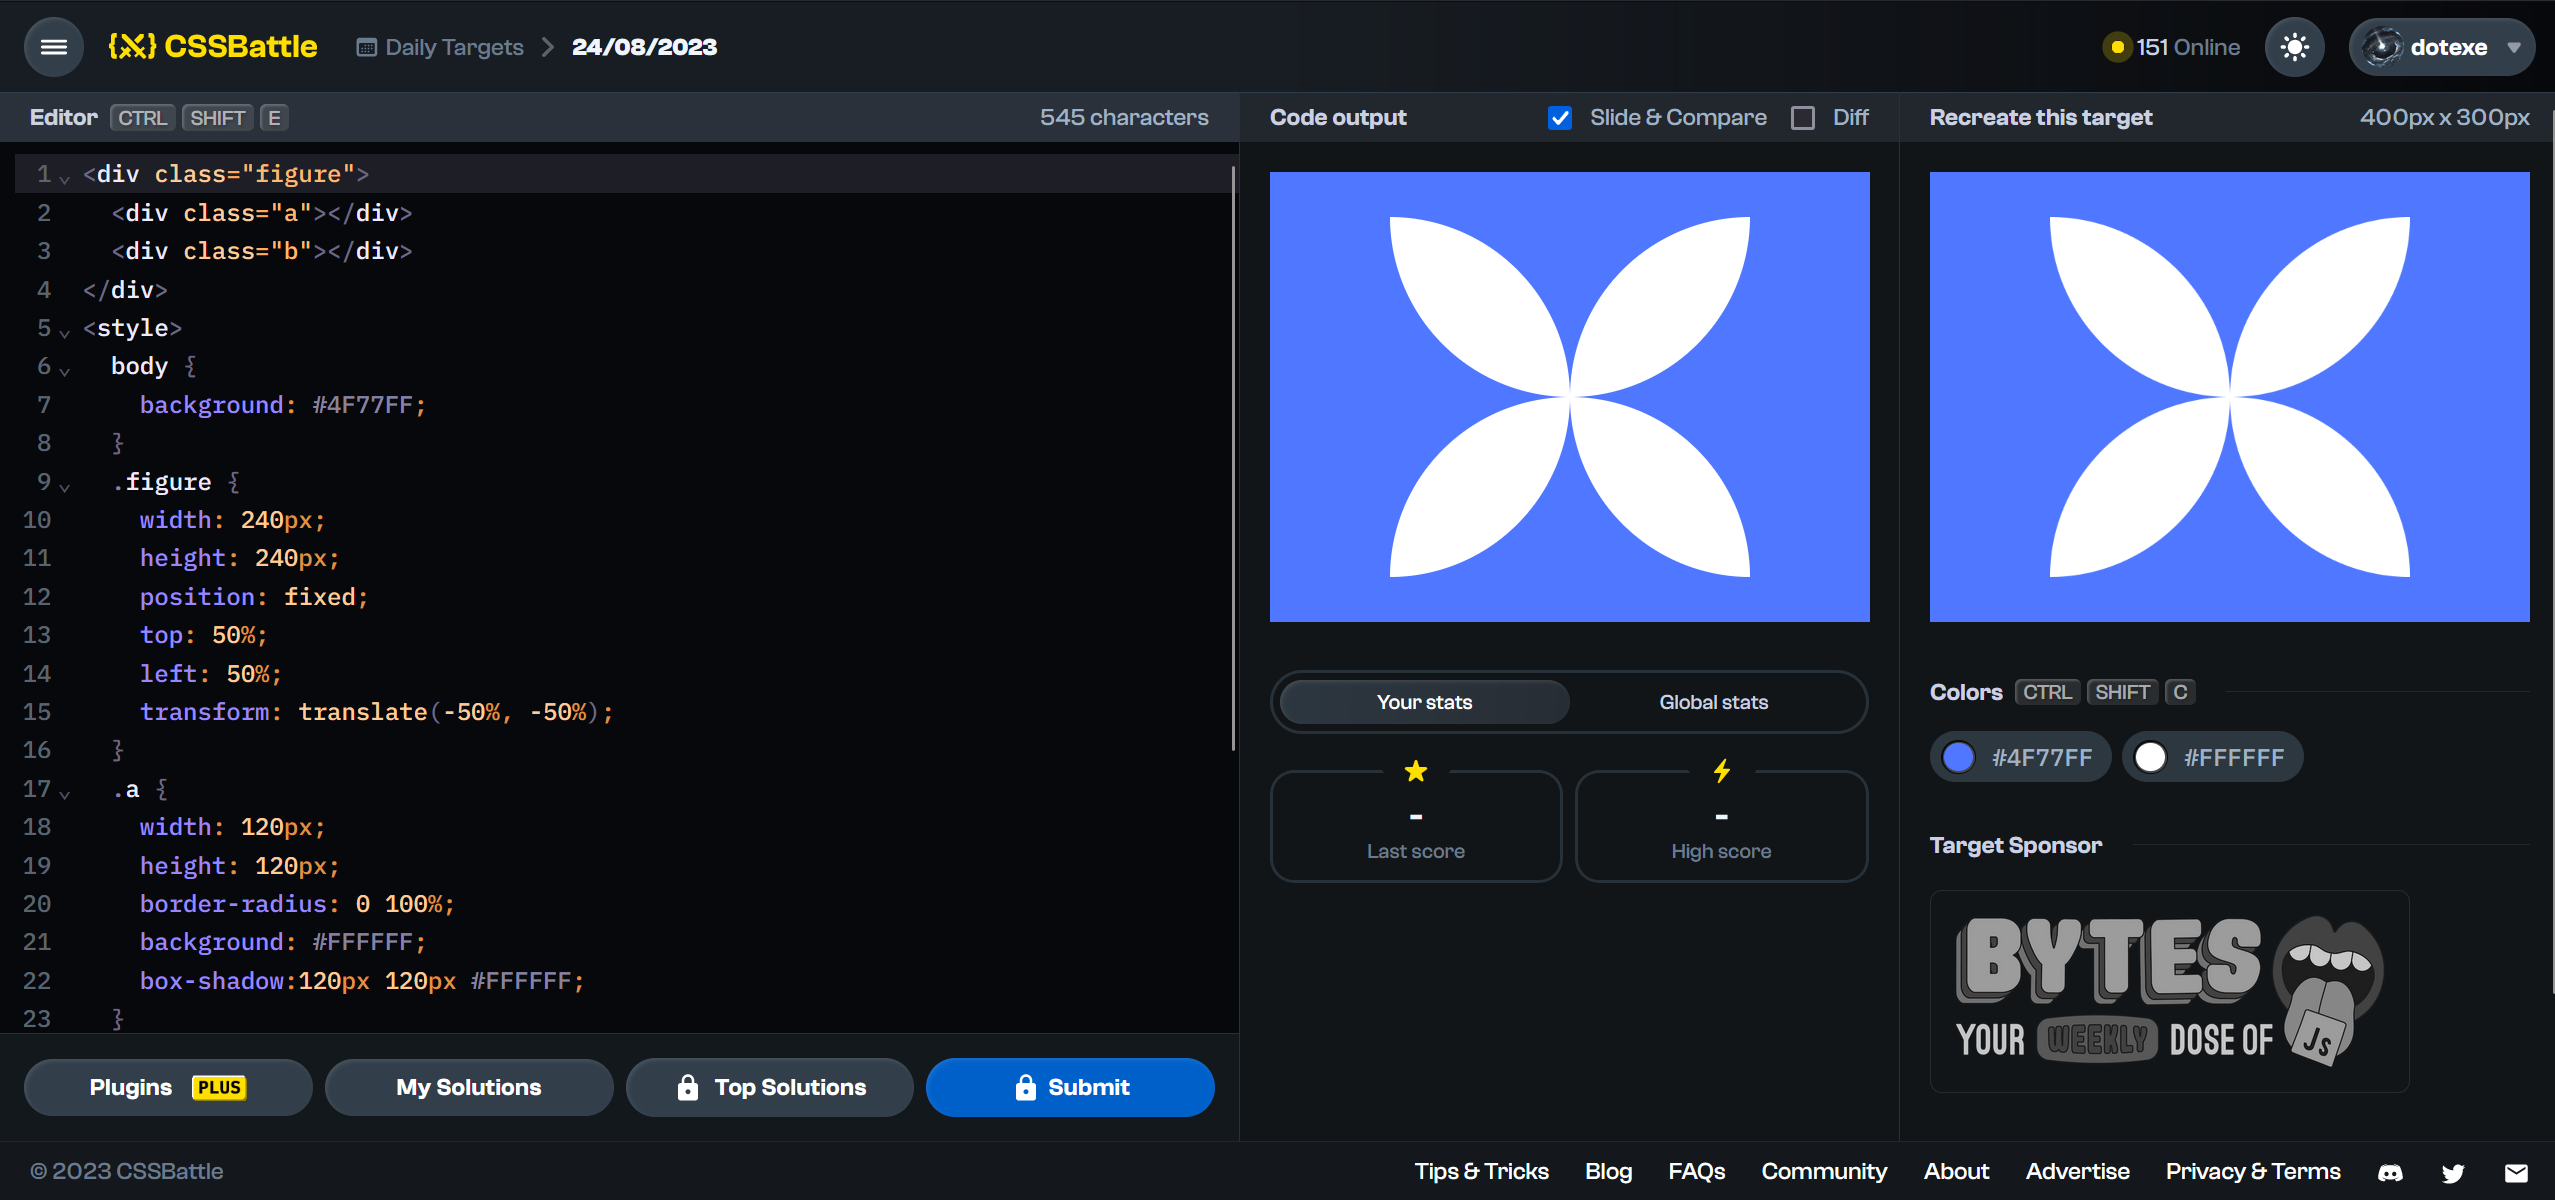 {X} CSSBattle
Daily Targets
24/08/2023
151 Online
dotexe
Editor CTRL SHIFT E
545 characters
1 <div class="figure">
2 <div class="a"></div>
3 <div class="b"></div>
4 </div>
5 <style>
6 body {
7 background: #4F77FF;
8 }
9 .figure {
10 width: 240px;
11 height: 240px;
12 position: fixed;
13 top: 50%;
14 left: 50%;
15 transform: translate(-50%, -50%);
16 }
17 .a {
18 width: 120px;
19 height: 120px;
20 border-radius: 0 100%;
21 background: #FFFFFF;
22 box-shadow:120px 120px #FFFFFF;
23 }
Plugins PLUS
My Solutions
Top Solutions
Submit
Code output
Slide & Compare
Diff
Your stats
Global stats
-
Last score
-
High score
Recreate this target
400px x 300px
Colors CTRL SHIFT C
#4F77FF
#FFFFFF
Target Sponsor
BYTES
YOUR WEEKLY DOSE OF JS
© 2023 CSSBattle
Tips & Tricks
Blog
FAQs
Community
About
Advertise
Privacy & Terms